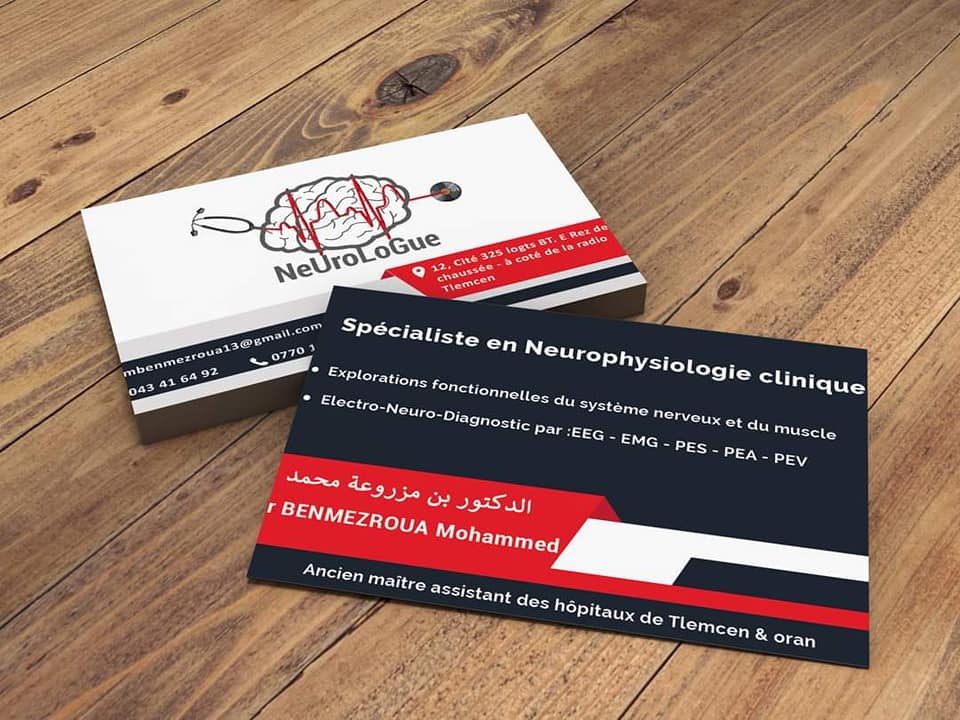 NeUroLoGue
12, Cité 325 logts BT. E Rez de
chaussée - à coté de la radio
Tlemcen
mbenmezroua13@gmail.com
043 41 64 92
0770 1
Spécialiste en Neurophysiologie clinique
Explorations fonctionnelles du système nerveux et du muscle
Electro-Neuro-Diagnostic par :EEG - EMG - PES - PEA - PEV
الدكتور بن مزروعة محمد
r BENMEZROUA Mohammed
Ancien maître assistant des hôpitaux de Tlemcen & oran